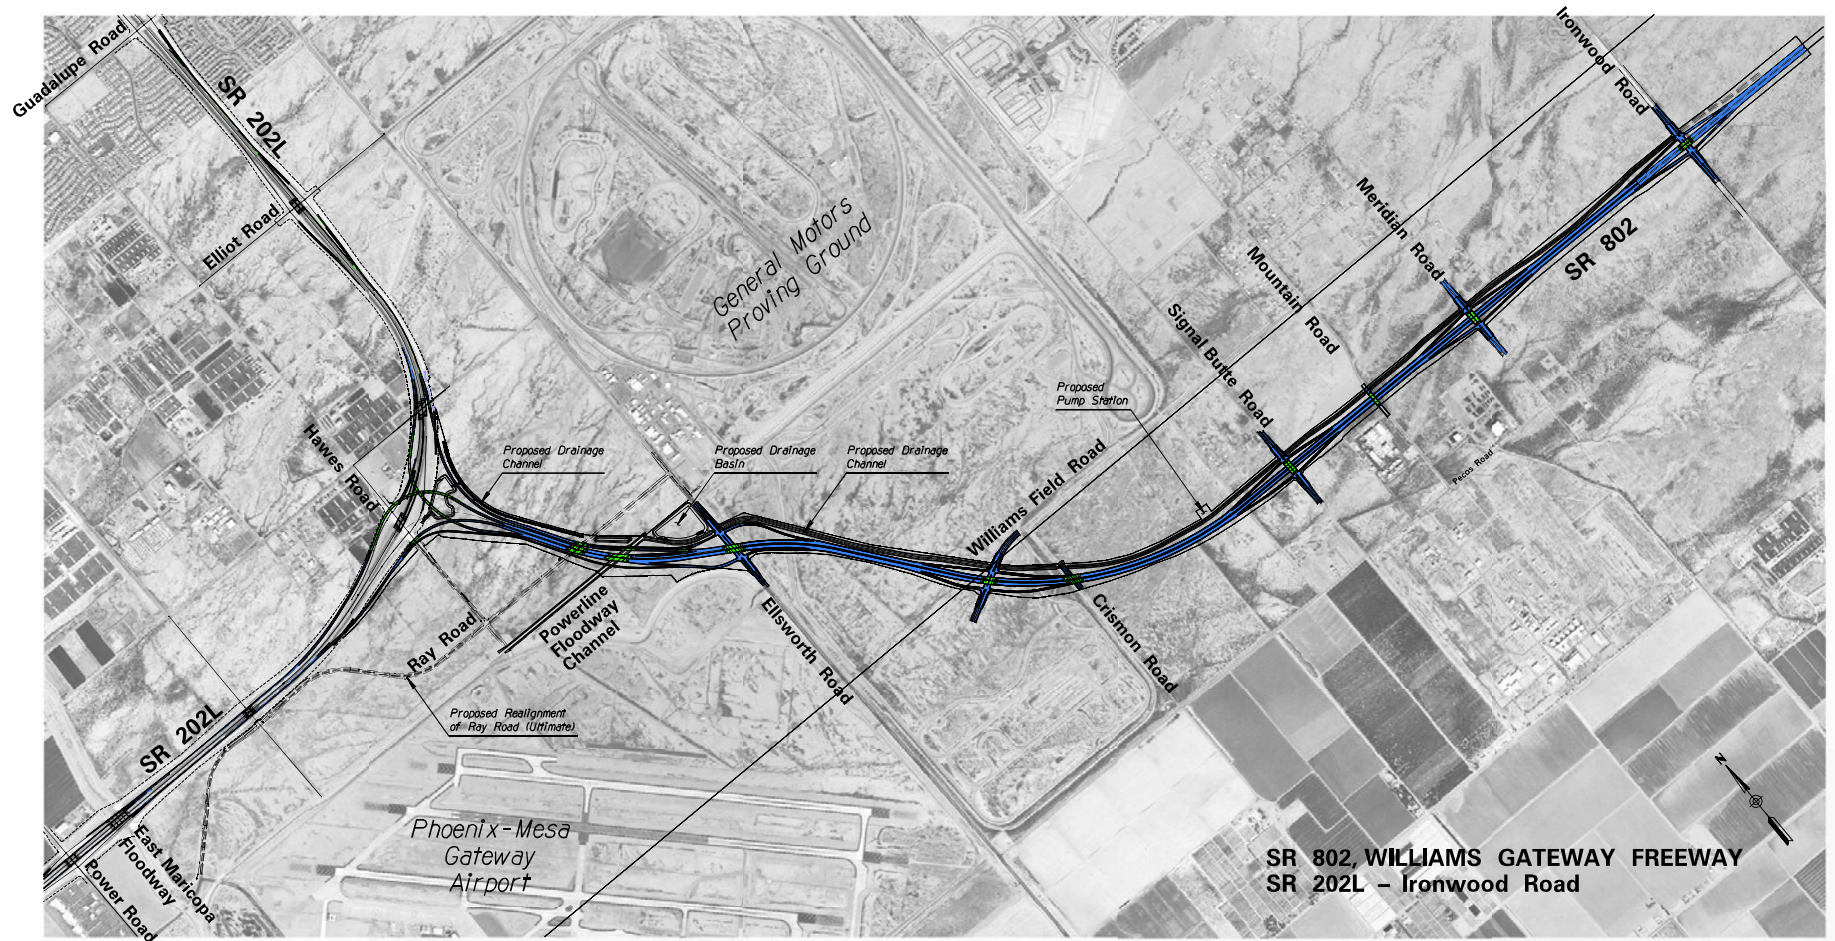 Guadalupe Road
SR 202L
Elliot Road
General Motors
Proving Ground
Ironwood Road
Meridian Road
Mountain Road
Signal Butte Road
SR 802
Hawes Road
Proposed Drainage
Channel
Proposed Drainage
Basin
Proposed Drainage
Channel
Proposed
Pump Station
Williams Field Road
Pecos Road
Crismon Road
Ellsworth Road
Powerline
Floodway
Channel
Ray Road
Proposed Realignment
of Ray Road (Ultimate)
SR 202L
East Maricopa
Floodway
Power Road
Phoenix-Mesa
Gateway
Airport
N
SR 802, WILLIAMS GATEWAY FREEWAY
SR 202L – Ironwood Road